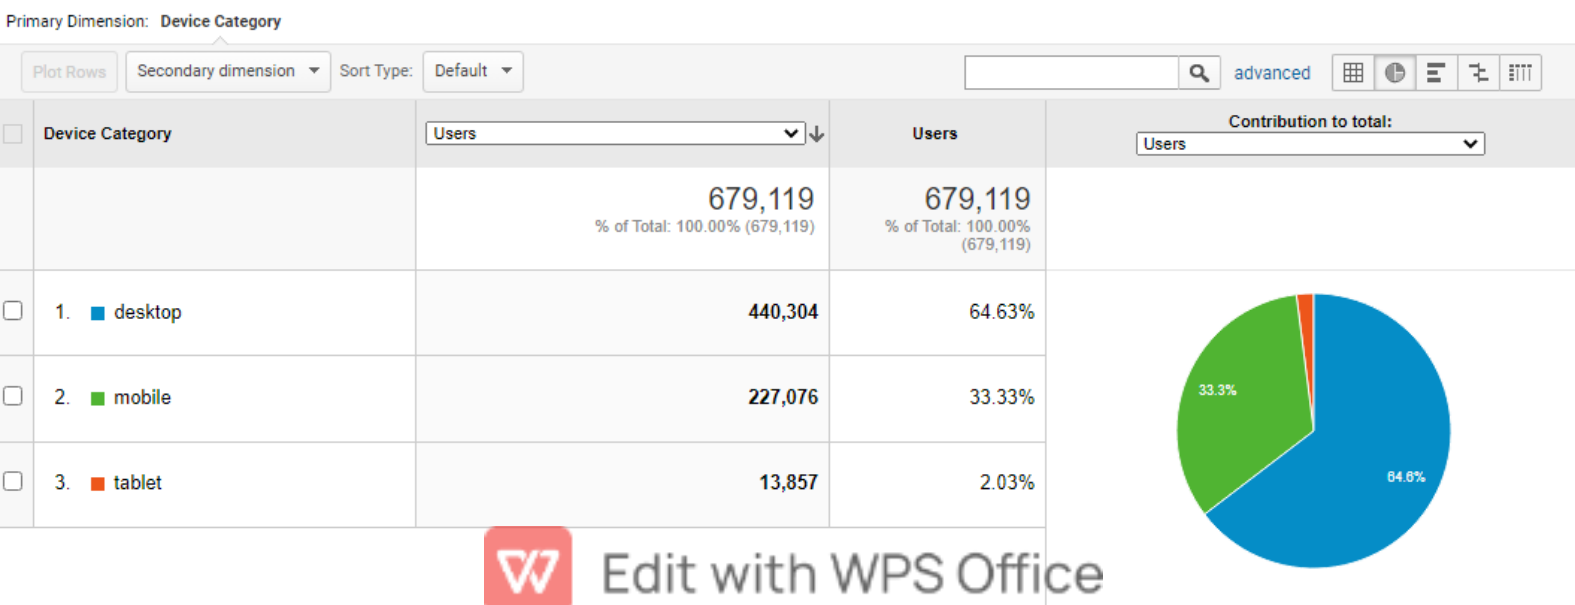 Primary Dimension: Device Category
Plot Rows Secondary dimension Sort Type: Default advanced
Device Category Users Users Contribution to total:
Users
679,119 679,119
% of Total: 100.00% (679,119) % of Total: 100.00%
(679,119)
1. desktop 440,304 64.63%
2. mobile 227,076 33.33%
3. tablet 13,857 2.03%
33.3%
64.6%
Edit with WPS Office